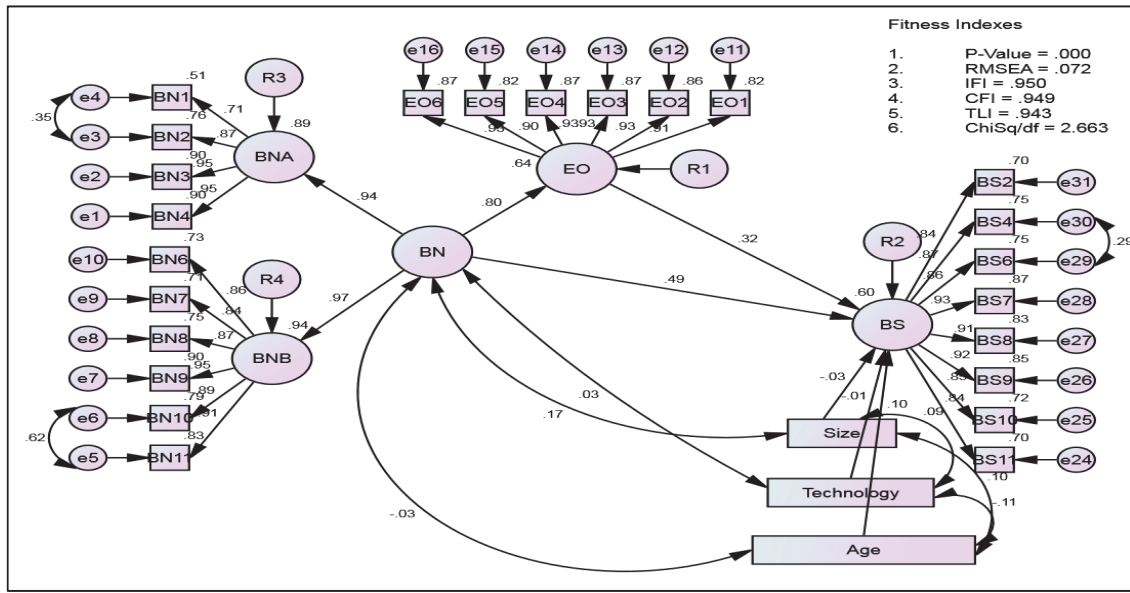 Fitness Indexes
1. P-Value = .000
2. RMSEA = .072
3. IFI = .950
4. CFI = .949
5. TLI = .943
6. ChiSq/df = 2.663
e16 e15 e14 e13 e12 e11
.87 .82 .87 .87 .86 .82
EO6 EO5 EO4 EO3 EO2 EO1
.90 .93 .93 .93 .91
.64
EO
R1
R3
.89
BNA
.51
e4 BN1
.71
.35
.76
e3 BN2
.87
.90
e2 BN3
.95
.90
e1 BN4
.95
.94
.80
BN
.97
.32
.49
.73
e10 BN6
.86
.71
e9 BN7
.84
.75
e8 BN8
.87
.90
e7 BN9
.95
.79
e6 BN10
.89
.62
.83
e5 BN11
.91
R4
.94
BNB
R2
.60
BS
.70
BS2 e31
.84
.75
BS4 e30
.87
.29
.75
BS6 e29
.86
.87
BS7 e28
.93
.83
BS8 e27
.91
.85
BS9 e26
.92
.72
BS10 e25
.70
BS11 e24
.84
-.03
-.01
.09
.03
.17
-.03
.10
.10
-.11
Size
Technology
Age